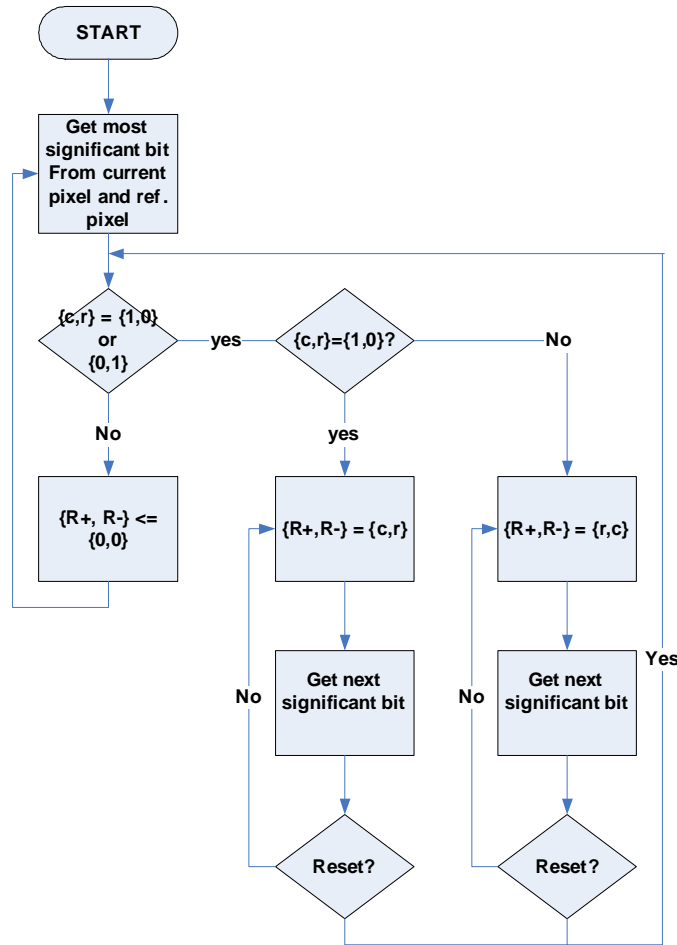 START
Get most
significant bit
From current
pixel and ref.
pixel
{c,r} = {1,0}
or
{0,1}
yes
{c,r}={1,0}?
No
No
yes
{R+, R-} <=
{0,0}
{R+,R-} = {c,r}
{R+,R-} = {r,c}
Get next
significant bit
Get next
significant bit
Yes
No
No
Reset?
Reset?